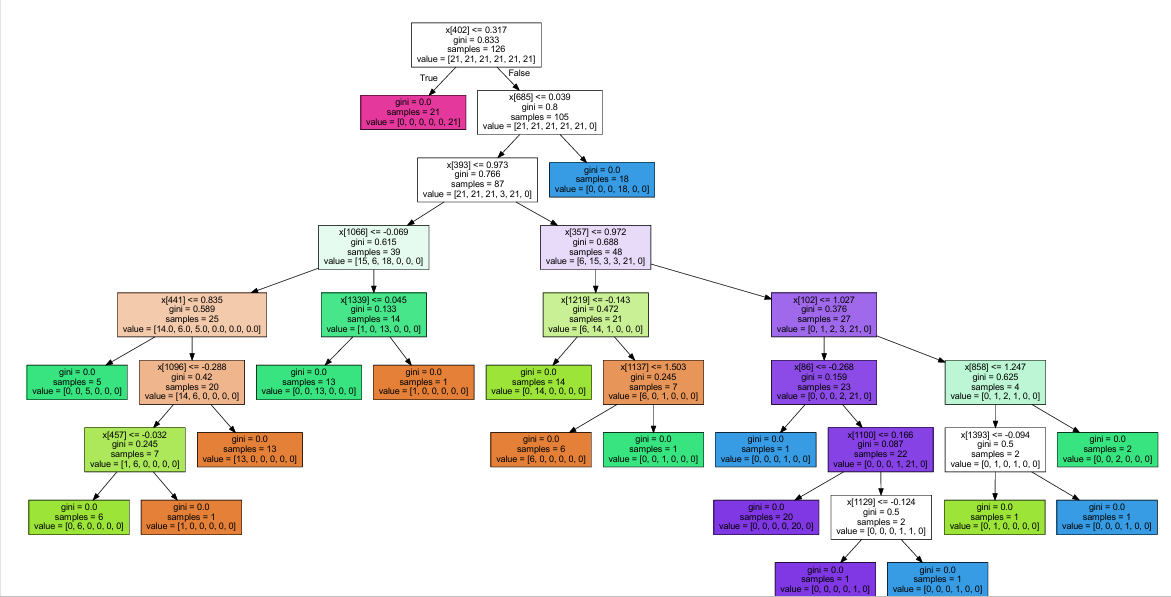 x[402] <= 0.317
gini = 0.833
samples = 126
value = [21, 21, 21, 21, 21, 21]
True
False
gini = 0.0
samples = 21
value = [0, 0, 0, 0, 0, 21]
x[685] <= 0.039
gini = 0.8
samples = 105
value = [21, 21, 21, 21, 21, 0]
x[393] <= 0.973
gini = 0.766
samples = 87
value = [21, 21, 21, 3, 21, 0]
gini = 0.0
samples = 18
value = [0, 0, 0, 18, 0, 0]
x[1066] <= -0.069
gini = 0.615
samples = 39
value = [15, 6, 18, 0, 0, 0]
x[357] <= 0.972
gini = 0.688
samples = 48
value = [6, 15, 3, 3, 21, 0]
x[441] <= 0.835
gini = 0.589
samples = 25
value = [14.0, 6.0, 5.0, 0.0, 0.0, 0.0]
x[1339] <= 0.045
gini = 0.133
samples = 14
value = [1, 0, 13, 0, 0, 0]
x[1219] <= -0.143
gini = 0.472
samples = 21
value = [6, 14, 1, 0, 0, 0]
x[102] <= 1.027
gini = 0.376
samples = 27
value = [0, 1, 2, 3, 21, 0]
gini = 0.0
samples = 5
value = [0, 0, 5, 0, 0, 0]
x[1096] <= -0.288
gini = 0.42
samples = 20
value = [14, 6, 0, 0, 0, 0]
gini = 0.0
samples = 13
value = [0, 0, 13, 0, 0, 0]
gini = 0.0
samples = 1
value = [1, 0, 0, 0, 0, 0]
gini = 0.0
samples = 14
value = [0, 14, 0, 0, 0, 0]
x[1137] <= 1.503
gini = 0.245
samples = 7
value = [6, 0, 1, 0, 0, 0]
x[86] <= -0.268
gini = 0.159
samples = 23
value = [0, 0, 0, 2, 21, 0]
x[858] <= 1.247
gini = 0.625
samples = 4
value = [0, 1, 2, 1, 0, 0]
x[457] <= -0.032
gini = 0.245
samples = 7
value = [1, 6, 0, 0, 0, 0]
gini = 0.0
samples = 13
value = [13, 0, 0, 0, 0, 0]
gini = 0.0
samples = 6
value = [6, 0, 0, 0, 0, 0]
gini = 0.0
samples = 1
value = [0, 0, 1, 0, 0, 0]
gini = 0.0
samples = 1
value = [0, 0, 0, 1, 0, 0]
x[1100] <= 0.166
gini = 0.087
samples = 22
value = [0, 0, 0, 1, 21, 0]
x[1393] <= -0.094
gini = 0.5
samples = 2
value = [0, 1, 0, 1, 0, 0]
gini = 0.0
samples = 2
value = [0, 0, 2, 0, 0, 0]
gini = 0.0
samples = 6
value = [0, 6, 0, 0, 0, 0]
gini = 0.0
samples = 1
value = [1, 0, 0, 0, 0, 0]
gini = 0.0
samples = 20
value = [0, 0, 0, 0, 20, 0]
x[1129] <= -0.124
gini = 0.5
samples = 2
value = [0, 0, 0, 1, 1, 0]
gini = 0.0
samples = 1
value = [0, 1, 0, 0, 0, 0]
gini = 0.0
samples = 1
value = [0, 0, 0, 1, 0, 0]
gini = 0.0
samples = 1
value = [0, 0, 0, 0, 1, 0]
gini = 0.0
samples = 1
value = [0, 0, 0, 1, 0, 0]